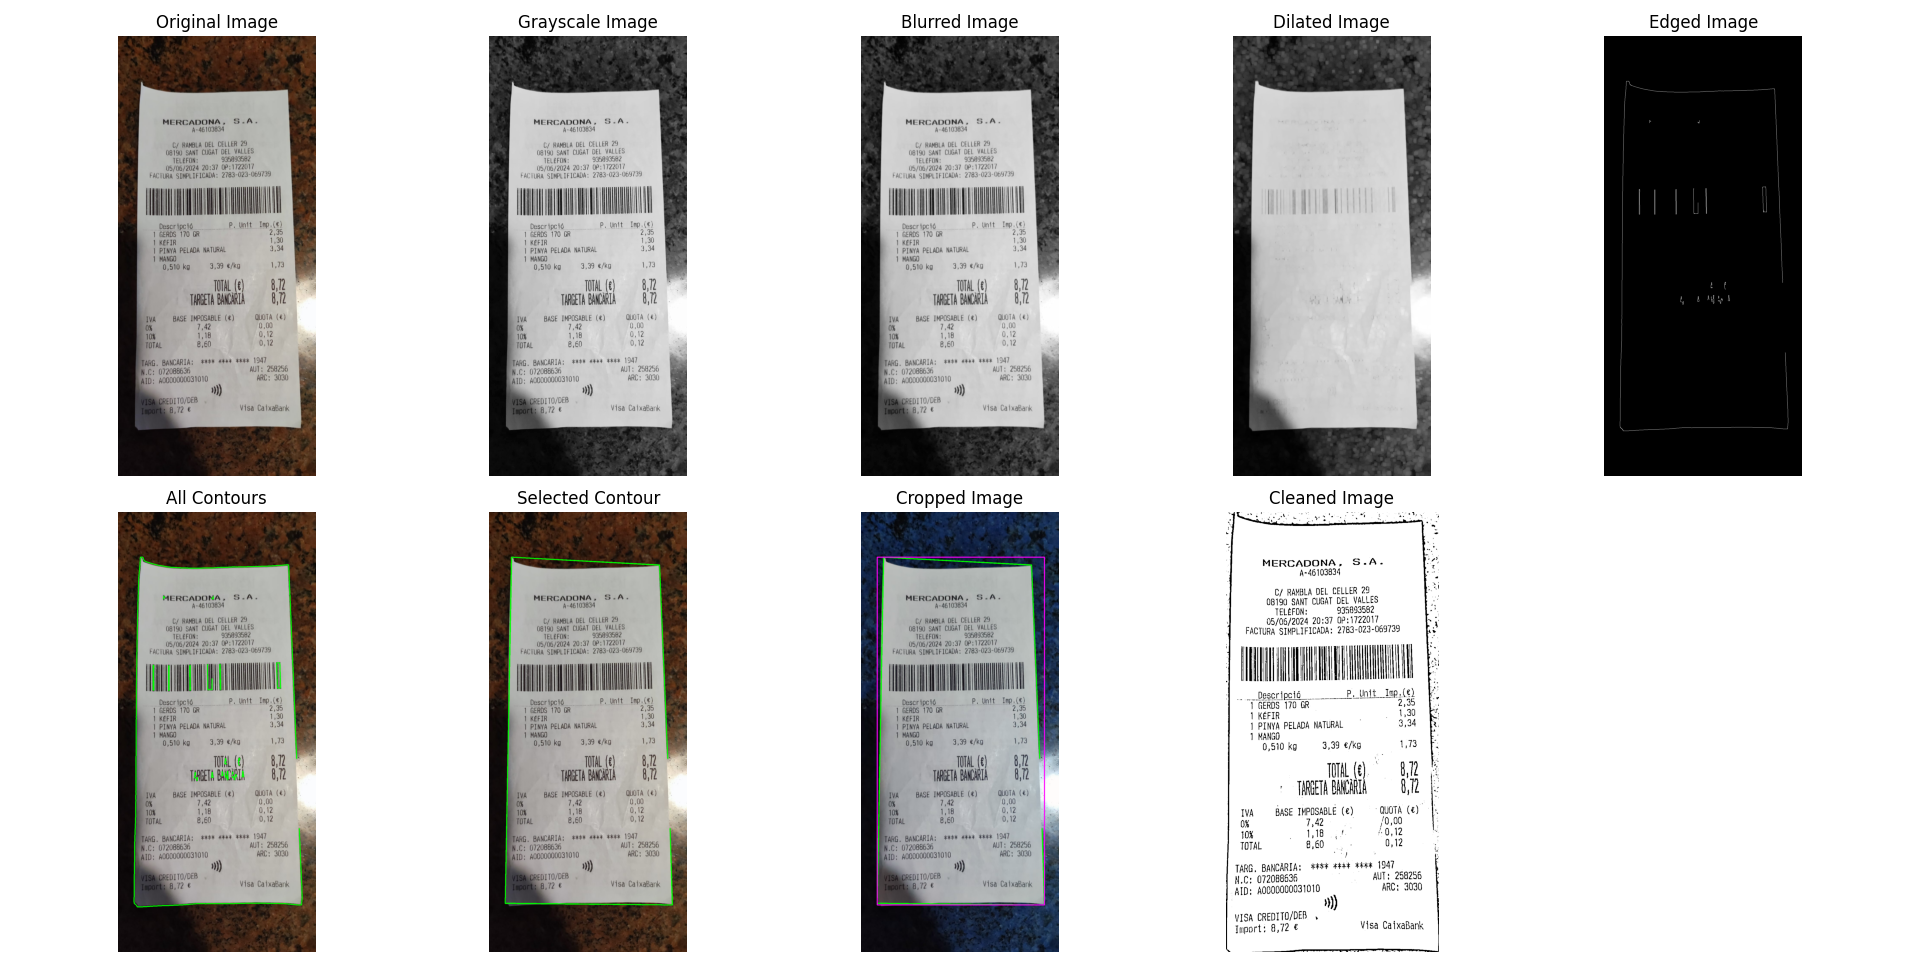 Original Image
Grayscale Image
Blurred Image
Dilated Image
Edged Image
MERCADONA, S.A.
A-46103834
C/ RAMBLA DEL CELLER 29
08190 SANT CUGAT DEL VALLES
TELÈFON: 935893582
05/06/2024 20:37 OP:1722017
FACTURA SIMPLIFICADA: 2783-023-069739
Descripció P. Unit Imp.(€)
1 GERDS 170 GR 2,35
1 KÉFIR 1,30
1 PINYA PELADA NATURAL 3,34
1 MANGO
0,510 kg 3,39 €/kg 1,73
TOTAL (€) 8,72
TARGETA BANCÀRIA 8,72
IVA BASE IMPOSABLE (€) QUOTA (€)
0% 7,42 0,00
10% 1,18 0,12
TOTAL 8,60 0,12
TARG. BANCÀRIA: **** **** **** 1947
N.C: 072088636 AUT: 258256
AID: A0000000031010 ARC: 3030
VISA CREDITO/DEB
Import: 8,72 € Visa CaixaBank
All Contours
Selected Contour
Cropped Image
Cleaned Image
MERCADONA, S.A.
A-46103834
C/ RAMBLA DEL CELLER 29
08190 SANT CUGAT DEL VALLES
TELÈFON: 935893582
05/06/2024 20:37 OP:1722017
FACTURA SIMPLIFICADA: 2783-023-069739
Descripció P. Unit Imp.(€)
1 GERDS 170 GR 2,35
1 KÉFIR 1,30
1 PINYA PELADA NATURAL 3,34
1 MANGO
0,510 kg 3,39 €/kg 1,73
TOTAL (€) 8,72
TARGETA BANCÀRIA 8,72
IVA BASE IMPOSABLE (€) QUOTA (€)
0% 7,42 0,00
10% 1,18 0,12
TOTAL 8,60 0,12
TARG. BANCÀRIA: **** **** **** 1947
N.C: 072088636 AUT: 258256
AID: A0000000031010 ARC: 3030
VISA CREDITO/DEB
Import: 8,72 € Visa CaixaBank